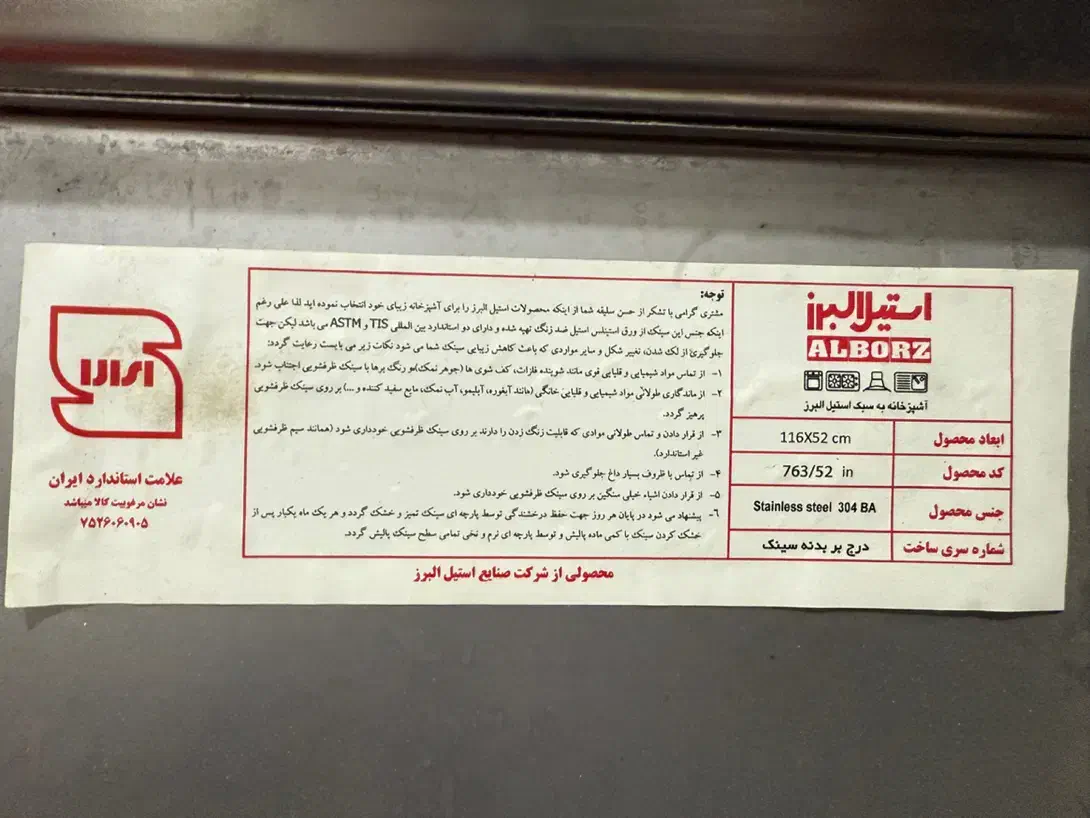 استیل البرز
ALBORZ
آشپزخانه به سبک استیل البرز
ابعاد محصول 116X52 cm
کد محصول 763/52 in
جنس محصول Stainless steel 304 BA
شماره سری ساخت درج بر بدنه سینک
توجه:
مشتری گرامی با تشکر از حسن سلیقه شما از اینکه محصولات استیل البرز را برای آشپزخانه زیبای خود انتخاب نموده اید لذا علی رغم
اینکه جنس این سینک از ورق استینلس استیل ضد زنگ تهیه شده و دارای دو استاندارد بین المللی TIS و ASTM می باشد لیکن جهت
جلوگیری از لک شدن، تغییر شکل و سایر مواردی که باعث کاهش زیبایی سینک شما می شود نکات زیر می بایست رعایت گردد:
۱- از تماس مواد شیمیایی و قلیایی قوی مانند شوینده فلزات، کف شوی ها (جوهر نمک)،مو رنگ برها با سینک ظرفشویی اجتناب شود.
۲- از ماندگاری طولانی مواد شیمیایی و قلیایی خانگی (مانند آبغوره، آبلیمو، آب نمک، مایع سفید کننده و ...) بر روی سینک ظرفشویی
پرهیز گردد.
۳- از قرار دادن و تماس طولانی موادی که قابلیت زنگ زدن را دارند بر روی سینک ظرفشویی خودداری شود (همانند سیم ظرفشویی
غیر استاندارد).
۴- از تماس با ظروف بسیار داغ جلوگیری شود.
۵- از قرار دادن اشیاء خیلی سنگین بر روی سینک ظرفشویی خودداری شود.
۶- پیشنهاد می شود در پایان هر روز جهت حفظ درخشندگی توسط پارچه ای سینک تمیز و خشک گردد و هر یک ماه یکبار پس از
خشک کردن سینک با کمی ماده پالیش و توسط پارچه ای نرم و نخی تمامی سطح سینک پالیش گردد.
محصولی از شرکت صنایع استیل البرز
علامت استاندارد ایران
نشان مرغوبیت کالا میباشد
۷۵۲۶۰۶۰۹۰۵